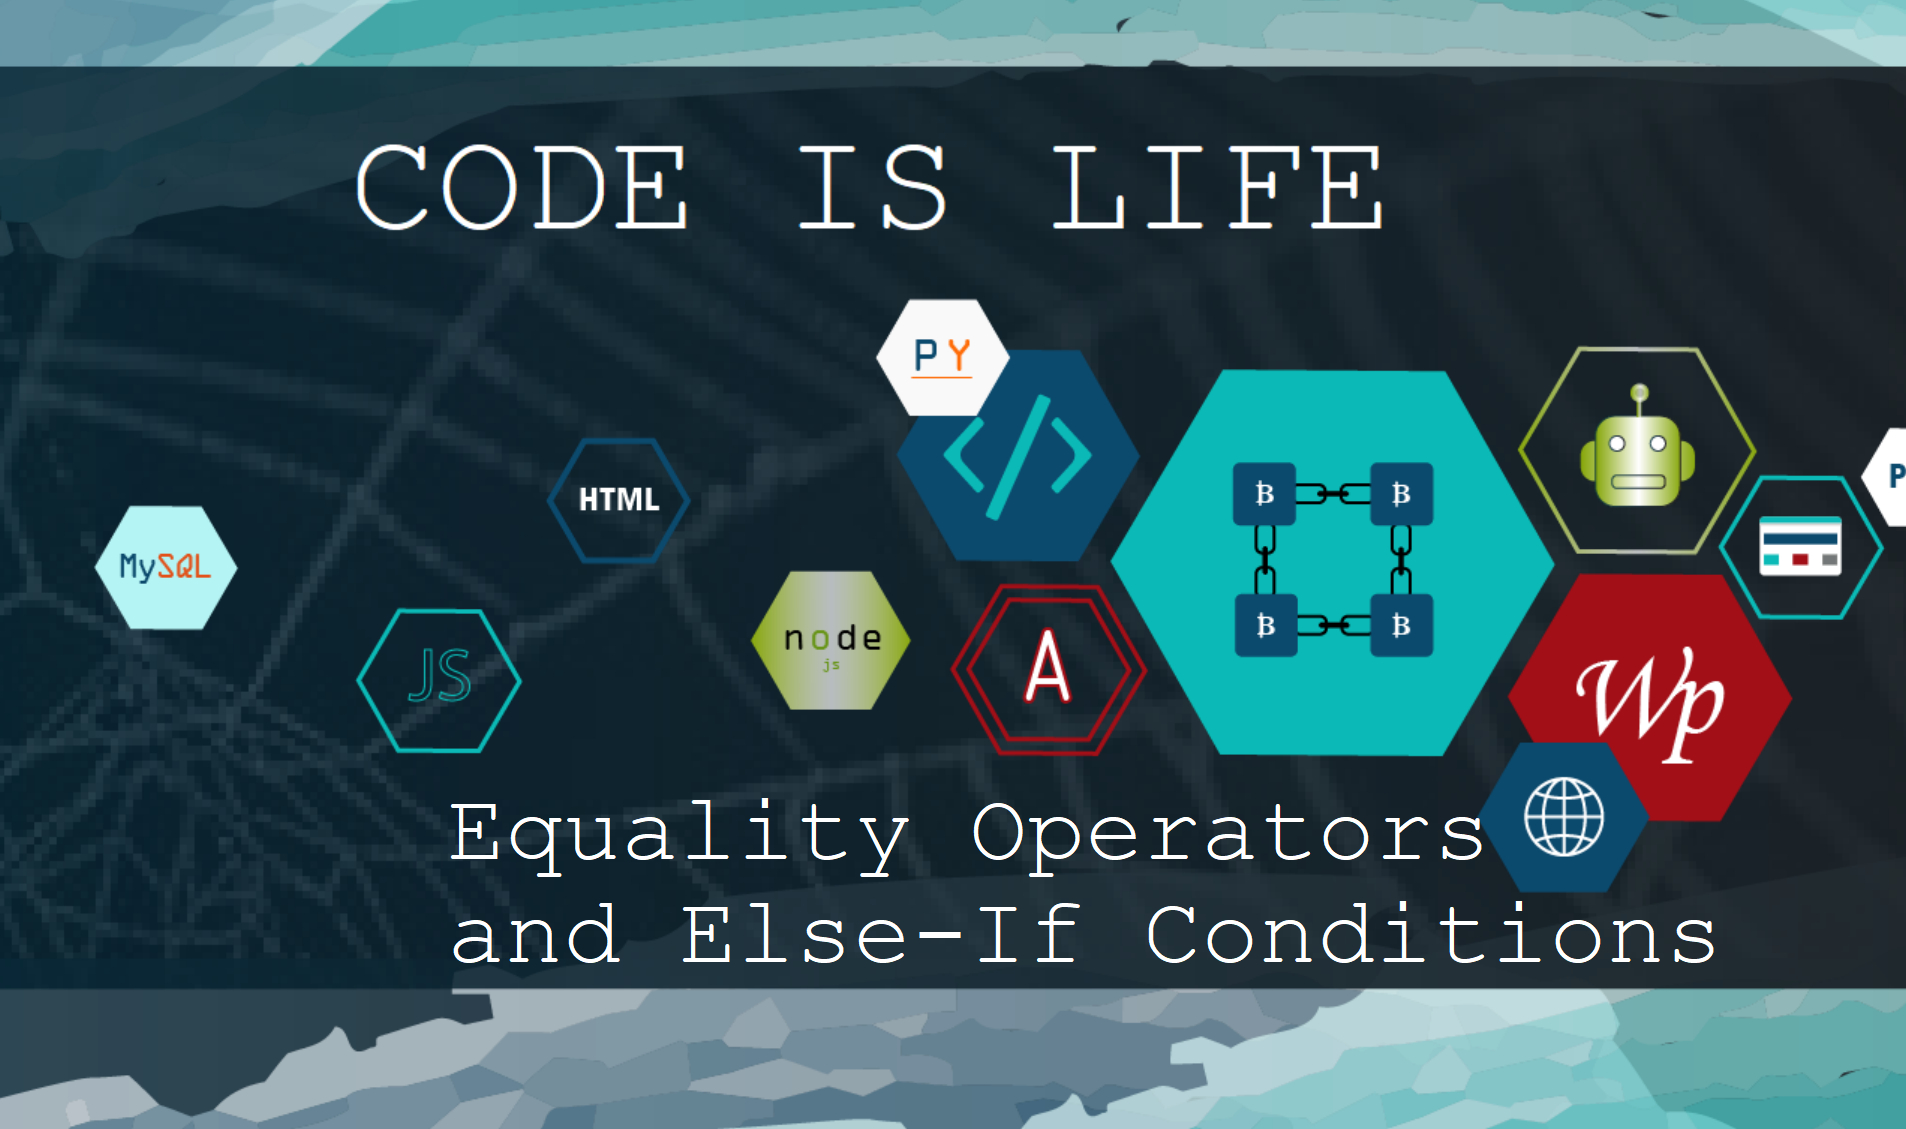 CODE IS LIFE
PY
HTML
MySQL
JS
node
js
A
Wp
P
B
B
B
B
Equality Operators
and Else-If Conditions